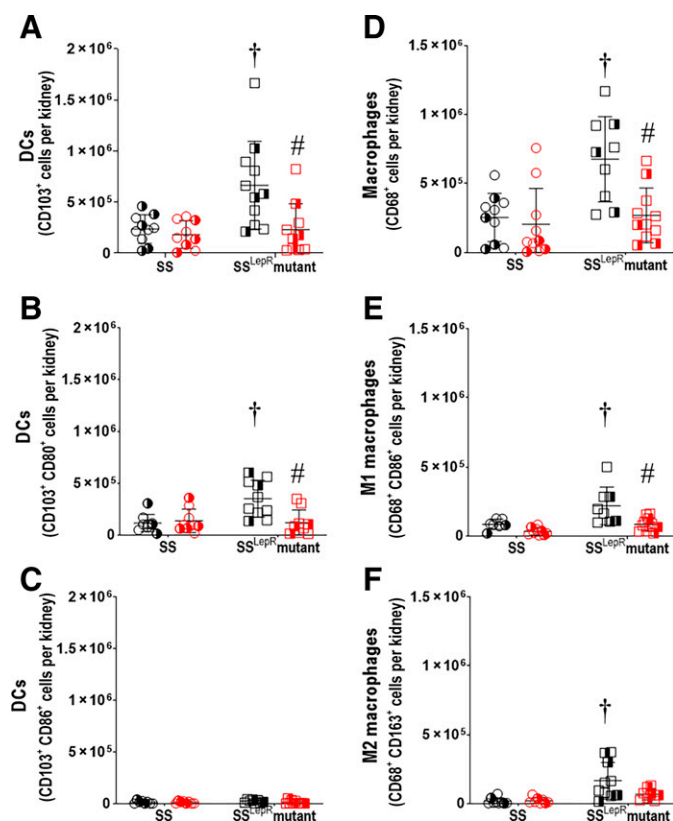 A
DCs
(CD103⁺ cells per kidney)
2×10⁶
1.5×10⁶
1×10⁶
5×10⁵
0
†
#
SS
SS^LepR mutant
D
Macrophages
(CD68⁺ cells per kidney)
1.5×10⁶
1×10⁶
5×10⁵
0
†
#
SS
SS^LepR mutant
B
DCs
(CD103⁺ CD80⁺ cells per kidney)
2×10⁶
1.5×10⁶
1×10⁶
5×10⁵
0
†
#
SS
SS^LepR mutant
E
M1 macrophages
(CD68⁺ CD86⁺ cells per kidney)
1.5×10⁶
1×10⁶
5×10⁵
0
†
#
SS
SS^LepR mutant
C
DCs
(CD103⁺ CD86⁺ cells per kidney)
2×10⁶
1.5×10⁶
1×10⁶
5×10⁵
0
SS
SS^LepR mutant
F
M2 macrophages
(CD68⁺ CD163⁺ cells per kidney)
1.5×10⁶
1×10⁶
5×10⁵
0
†
SS
SS^LepR mutant